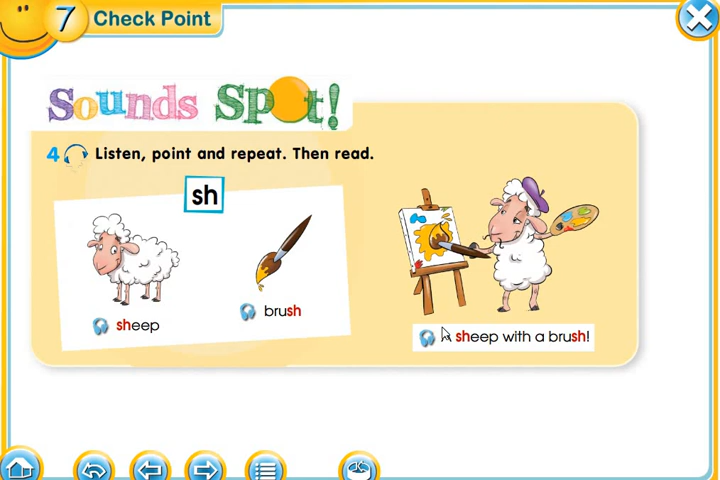 7 Check Point
Sounds Spot!
4 Listen, point and repeat. Then read.
sh
sheep
brush
sheep with a brush!